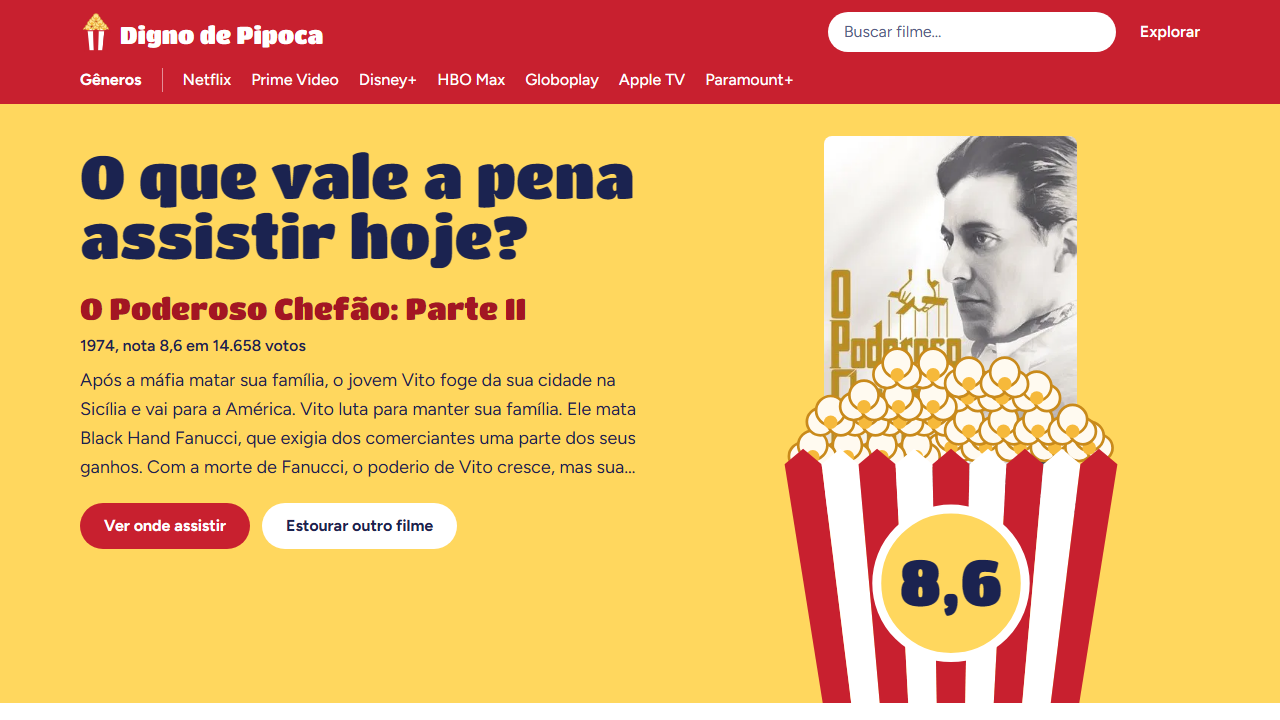 Digno de Pipoca
Buscar filme...
Explorar
Gêneros
Netflix
Prime Video
Disney+
HBO Max
Globoplay
Apple TV
Paramount+
O que vale a pena
assistir hoje?
O Poderoso Chefão: Parte II
1974, nota 8,6 em 14.658 votos
Após a máfia matar sua família, o jovem Vito foge da sua cidade na
Sicília e vai para a América. Vito luta para manter sua família. Ele mata
Black Hand Fanucci, que exigia dos comerciantes uma parte dos seus
ganhos. Com a morte de Fanucci, o poderio de Vito cresce, mas sua...
Ver onde assistir
Estourar outro filme
O
Poderoso
8,6